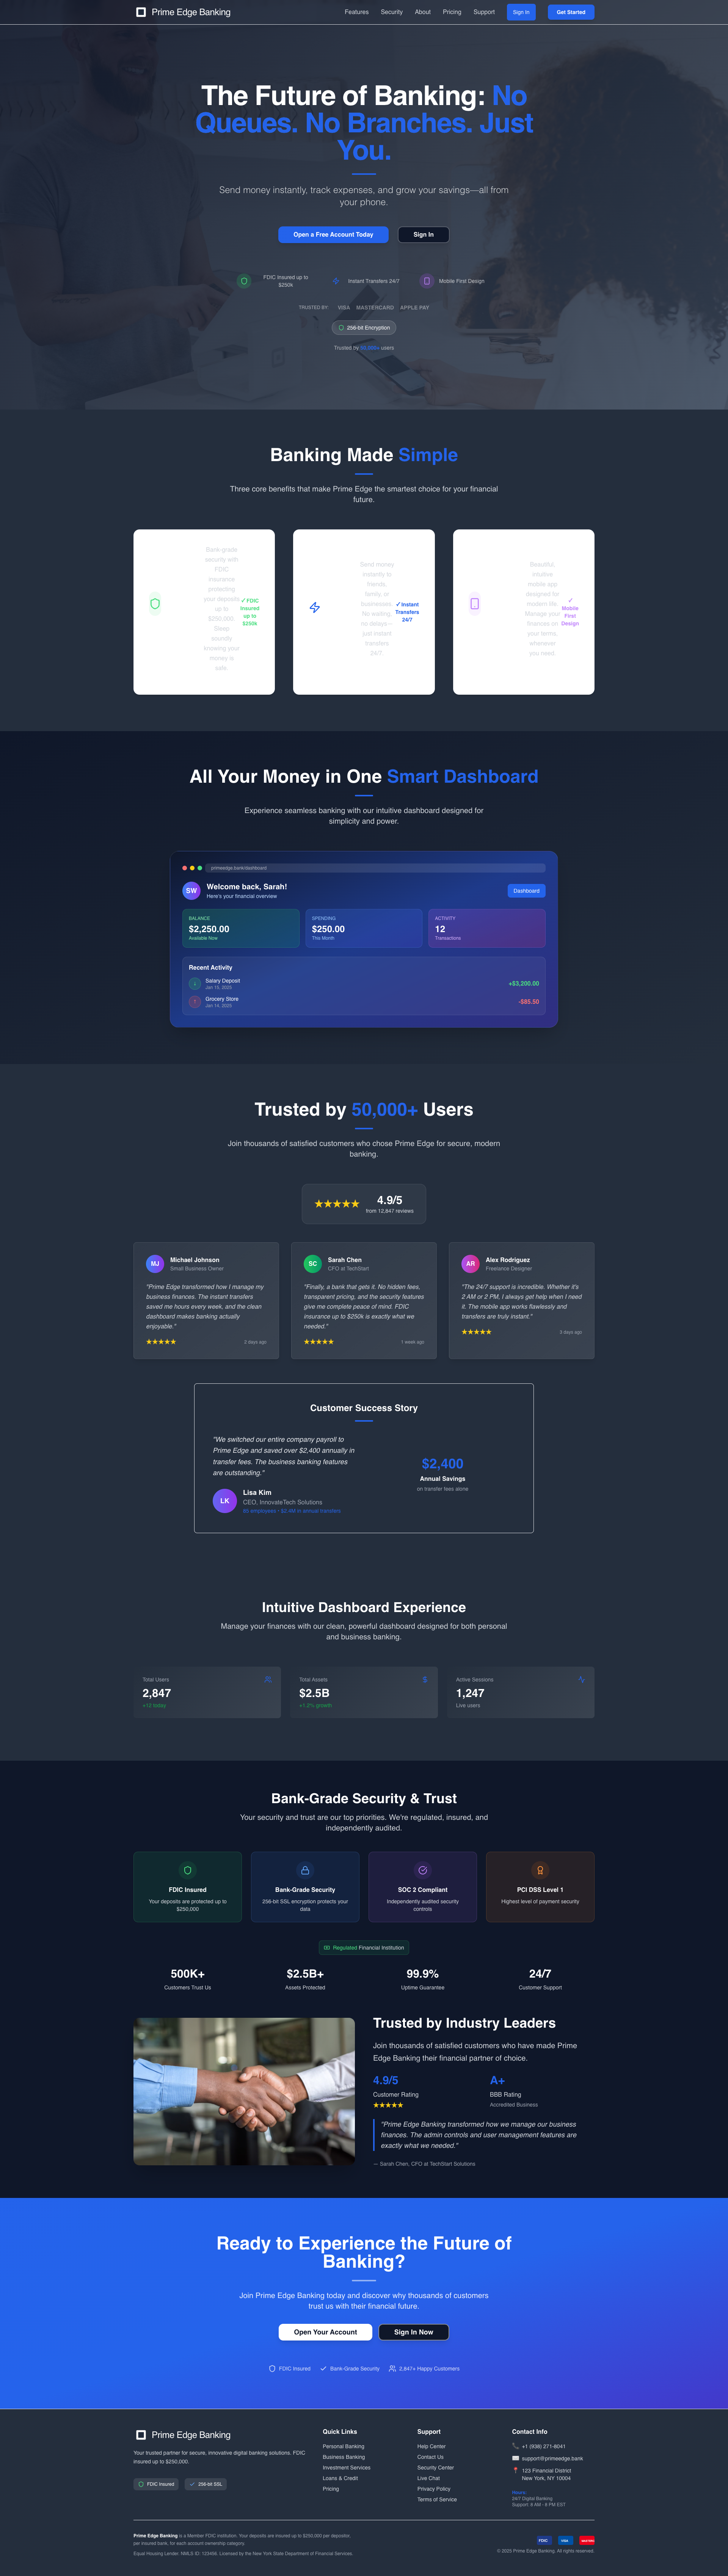 Prime Edge Banking
Features
Security
About
Pricing
Support
Sign In
Get Started
The Future of Banking: No
Queues. No Branches. Just
You.
Send money instantly, track expenses, and grow your savings—all from
your phone.
Open a Free Account Today
Sign In
FDIC Insured up to
$250k
Instant Transfers 24/7
Mobile First Design
TRUSTED BY:
VISA
MASTERCARD
APPLE PAY
256-bit Encryption
Trusted by 50,000+ users
Banking Made Simple
Three core benefits that make Prime Edge the smartest choice for your financial
future.
Bank-grade
security with
FDIC
insurance
protecting
your deposits
up to
$250,000.
Sleep
soundly
knowing your
money is
safe.
✓ FDIC
Insured
up to
$250k
Send money
instantly to
friends,
family, or
businesses.
No waiting,
no delays -
just instant
transfers
24/7.
✓ Instant
Transfers
24/7
Beautiful,
intuitive
mobile app
designed for
modern life.
Manage your
finances on
your terms,
whenever
you need.
✓
Mobile
First
Design
All Your Money in One Smart Dashboard
Experience seamless banking with our intuitive dashboard designed for
simplicity and power.
primeedge.bank/dashboard
SW
Welcome back, Sarah!
Here's your financial overview
Dashboard
BALANCE
$2,250.00
Available Now
SPENDING
$250.00
This Month
ACTIVITY
12
Transactions
Recent Activity
Salary Deposit
Jan 15, 2025
+$3,200.00
Grocery Store
Jan 14, 2025
-$85.50
Trusted by 50,000+ Users
Join thousands of satisfied customers who chose Prime Edge for secure, modern
banking.
★★★★★
4.9/5
from 12,847 reviews
MJ
Michael Johnson
Small Business Owner
"Prime Edge transformed how I manage my
business finances. The instant transfers
saved me hours every week, and the clean
dashboard makes banking actually
enjoyable."
★★★★★
2 days ago
SC
Sarah Chen
CFO at TechStart
"Finally, a bank that gets it. No hidden fees,
transparent pricing, and the security features
give me complete peace of mind. FDIC
insurance up to $250k is exactly what we
needed."
★★★★★
1 week ago
AR
Alex Rodriguez
Freelance Designer
"The 24/7 support is incredible. Whether it's
2 AM or 2 PM, I always get help when I need
it. The mobile app works flawlessly and
transfers are truly instant."
★★★★★
3 days ago
Customer Success Story
"We switched our entire company payroll to
Prime Edge and saved over $2,400 annually in
transfer fees. The business banking features
are outstanding."
LK
Lisa Kim
CEO, InnovateTech Solutions
employees • $2.4M in annual transfers
$2,400
Annual Savings
on transfer fees alone
Intuitive Dashboard Experience
Manage your finances with our clean, powerful dashboard designed for both personal
and business banking.
Total Users
2,847
+12 today
Total Assets
$2.5B
+1.2% growth
Active Sessions
1,247
Live users
Bank-Grade Security & Trust
Your security and trust are our top priorities. We're regulated, insured, and
independently audited.
FDIC Insured
Your deposits are protected up to
$250,000
Bank-Grade Security
256-bit SSL encryption protects your
data
SOC 2 Compliant
Independently audited security
controls
PCI DSS Level 1
Highest level of payment security
Regulated Financial Institution
500K+
Customers Trust Us
$2.5B+
Assets Protected
99.9%
Uptime Guarantee
24/7
Customer Support
Trusted by Industry Leaders
Join thousands of satisfied customers who have made Prime
Edge Banking their financial partner of choice.
4.9/5
Customer Rating
★★★★★
A+
BBB Rating
Accredited Business
"Prime Edge Banking transformed how we manage our business
finances. The admin controls and user management features are
exactly what we needed."
— Sarah Chen, CFO at TechStart Solutions
Ready to Experience the Future of
Banking?
Join Prime Edge Banking today and discover why thousands of customers
trust us with their financial future.
Open Your Account
Sign In Now
FDIC Insured
Bank-Grade Security
2,847+ Happy Customers
Prime Edge Banking
Your trusted partner for secure, innovative digital banking solutions. FDIC
insured up to $250,000.
FDIC Insured
256-bit SSL
Quick Links
Personal Banking
Business Banking
Investment Services
Loans & Credit
Pricing
Support
Help Center
Contact Us
Security Center
Live Chat
Privacy Policy
Terms of Service
Contact Info
+1 (938) 271-8041
support@primeedge.bank
123 Financial District
New York, NY 10004
Hours:
24/7 Digital Banking
Support: 8 AM - 8 PM EST
Prime Edge Banking is a Member FDIC institution. Your deposits are insured up to $250,000 per depositor,
per insured bank, for each account ownership category.
Equal Housing Lender. NMLS ID: 123456. Licensed by the New York State Department of Financial Services.
FDIC
VISA
© 2025 Prime Edge Banking. All rights reserved.